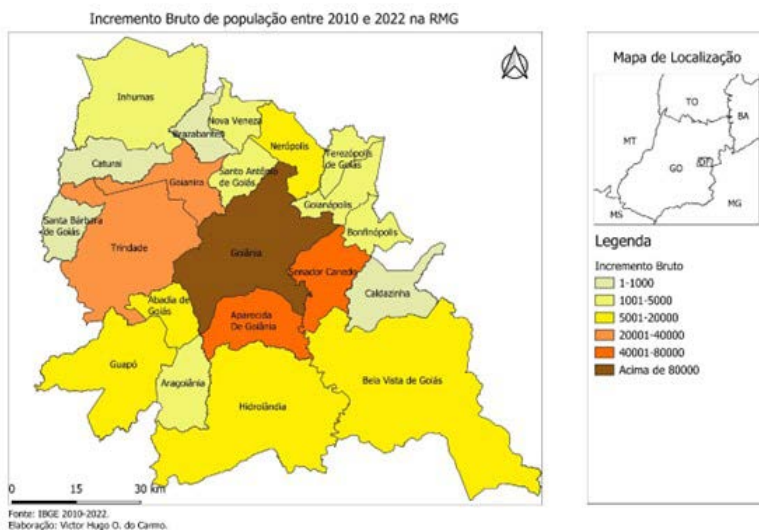 Incremento Bruto de população entre 2010 e 2022 na RMG
Inhumas
Nova Veneza
Brazabrantes
Nerópolis
Caturaí
Terezópolis
de Goiás
Goianira
Santo Antônio
de Goiás
Goianápolis
Santa Bárbara
de Goiás
Bonfinópolis
Trindade
Goiânia
Senador Canedo
Caldazinha
Abadia de
Goiás
Aparecida
De Goiânia
Guapó
Aragoiânia
Bela Vista de Goiás
Hidrolândia
0 15 30 km
Fonte: IBGE 2010-2022.
Elaboração: Victor Hugo O. do Carmo.
Mapa de Localização
TO
BA
MT
GO
DF
MS
MG
Legenda
Incremento Bruto
1-1000
1001-5000
5001-20000
20001-40000
40001-80000
Acima de 80000